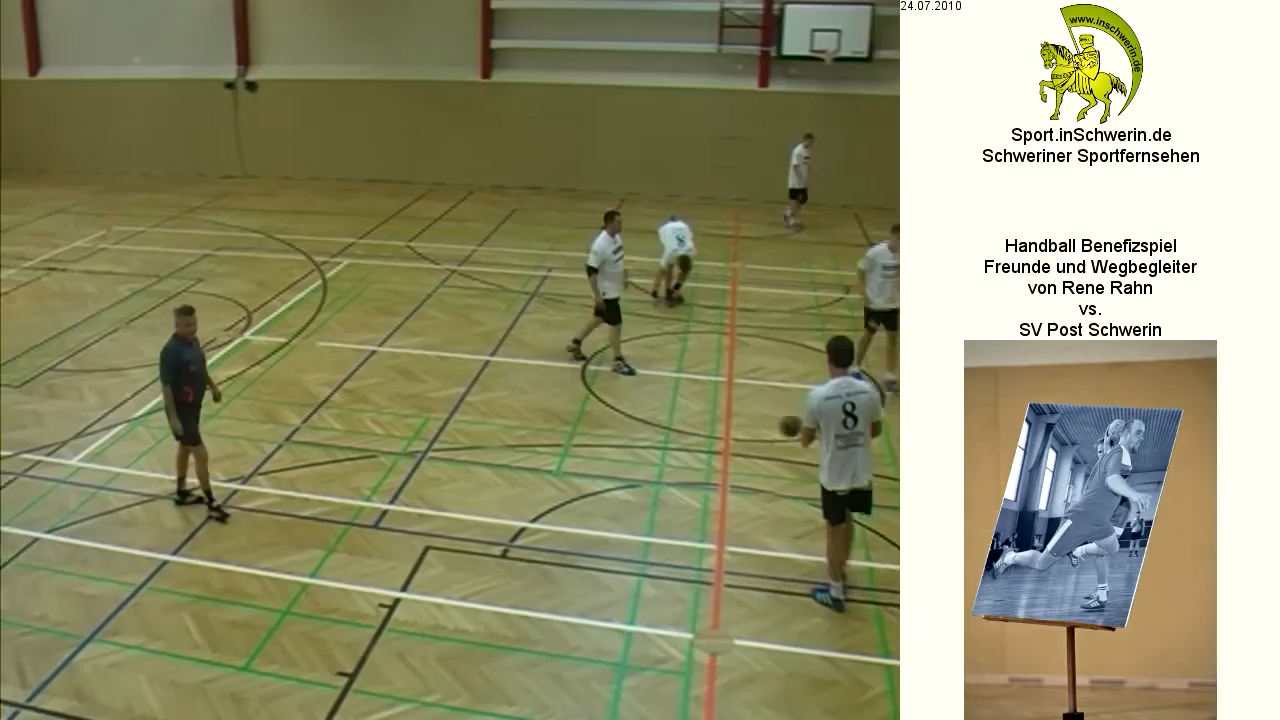 24.07.2010
www.inschwerin.de
Sport.inSchwerin.de
Schweriner Sportfernsehen
Handball Benefizspiel
Freunde und Wegbegleiter
von Rene Rahn
vs.
SV Post Schwerin
8
8